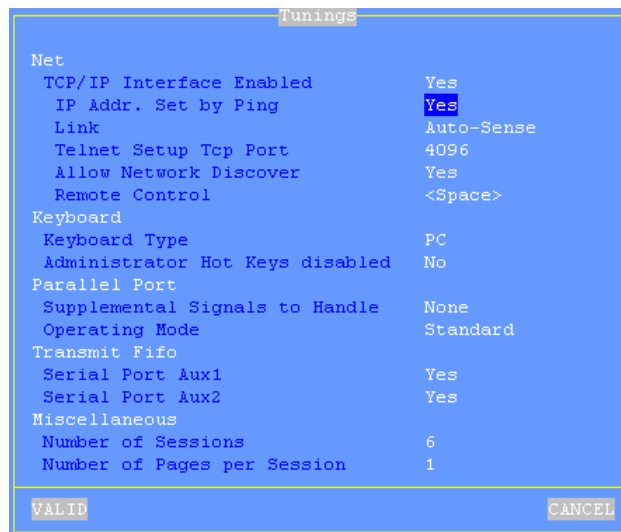 Tunings
Net
TCP/IP Interface Enabled Yes
IP Addr. Set by Ping Yes
Link Auto-Sense
Telnet Setup Tcp Port 4096
Allow Network Discover Yes
Remote Control <Space>
Keyboard
Keyboard Type PC
Administrator Hot Keys disabled No
Parallel Port
Supplemental Signals to Handle None
Operating Mode Standard
Transmit Fifo
Serial Port Aux1 Yes
Serial Port Aux2 Yes
Miscellaneous
Number of Sessions 6
Number of Pages per Session 1
VALID CANCEL